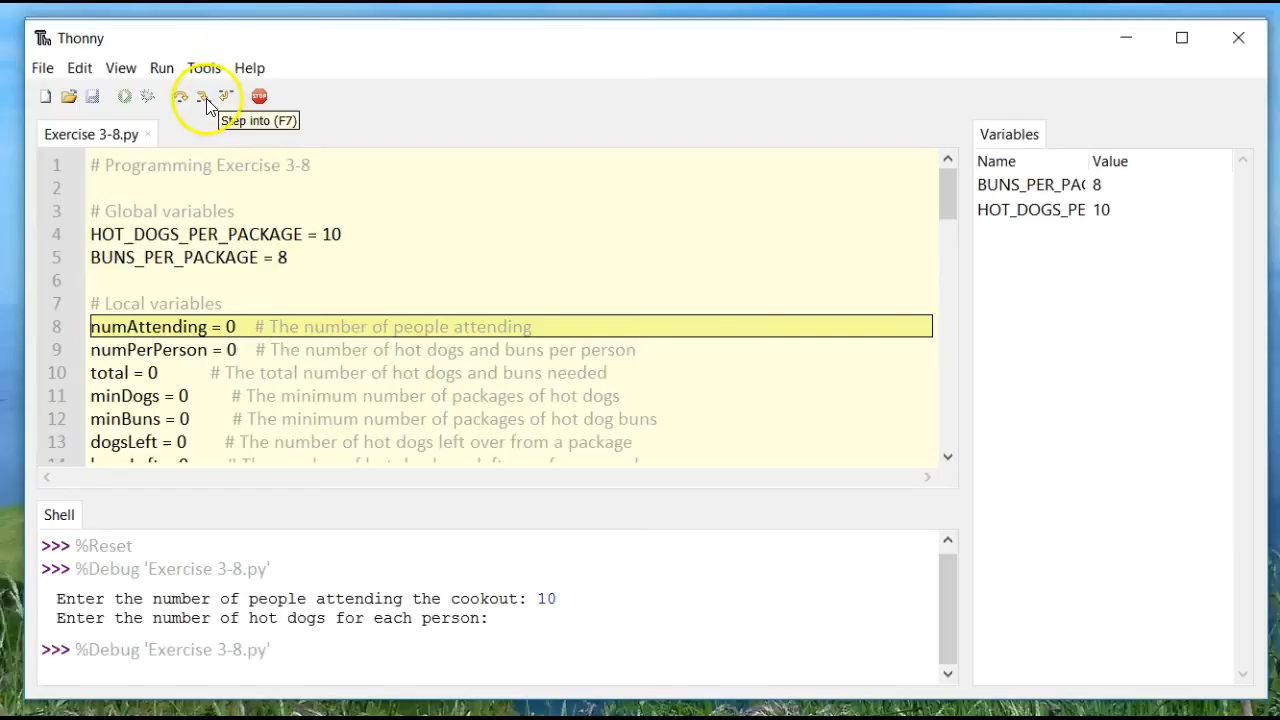 Thonny
File Edit View Run Tools Help
Step into (F7)
Exercise 3-8.py
1 # Programming Exercise 3-8
2
3 # Global variables
4 HOT_DOGS_PER_PACKAGE = 10
5 BUNS_PER_PACKAGE = 8
6
7 # Local variables
8 numAttending = 0 # The number of people attending
9 numPerPerson = 0 # The number of hot dogs and buns per person
10 total = 0 # The total number of hot dogs and buns needed
11 minDogs = 0 # The minimum number of packages of hot dogs
12 minBuns = 0 # The minimum number of packages of hot dog buns
13 dogsLeft = 0 # The number of hot dogs left over from a package
Shell
>>> %Reset
>>> %Debug 'Exercise 3-8.py'
Enter the number of people attending the cookout: 10
Enter the number of hot dogs for each person:
>>> %Debug 'Exercise 3-8.py'
Variables
Name Value
BUNS_PER_PAC 8
HOT_DOGS_PE 10